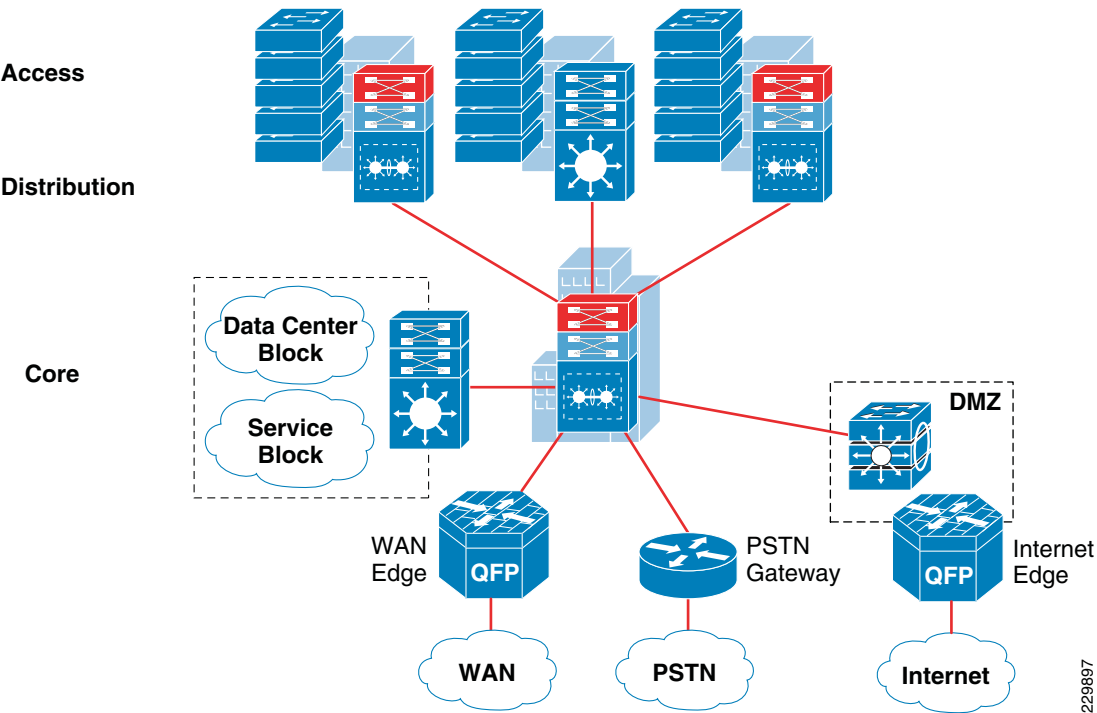 Access
Distribution
Core
Data Center
Block
Service
Block
DMZ
WAN
Edge
QFP
PSTN
Gateway
QFP
Internet
Edge
WAN
PSTN
Internet
229897